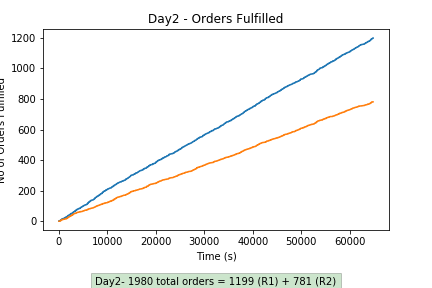 Day2 - Orders Fulfilled
1200
1000
800
600
400
200
0
No of Orders Fulfilled
0 10000 20000 30000 40000 50000 60000
Time (s)
Day2- 1980 total orders = 1199 (R1) + 781 (R2)